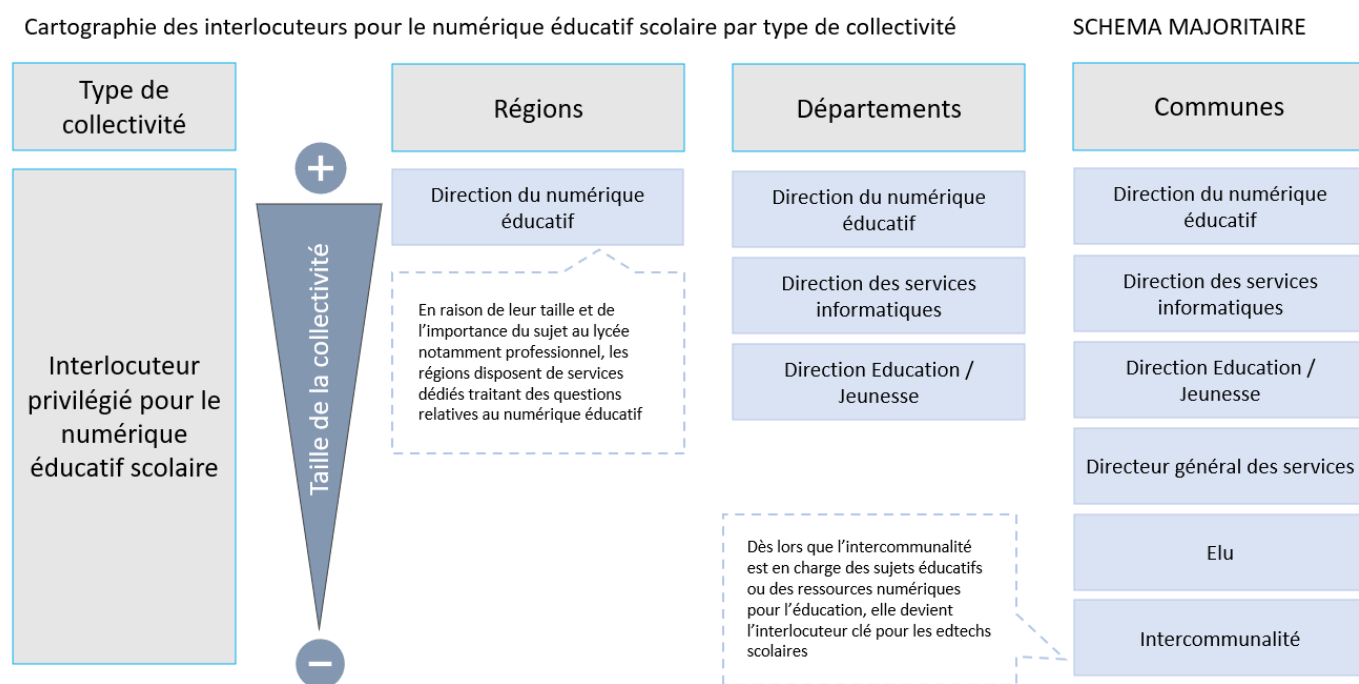 Cartographie des interlocuteurs pour le numérique éducatif scolaire par type de collectivité
SCHEMA MAJORITAIRE
Type de
collectivité
Régions
Départements
Communes
Interlocuteur
privilégié pour le
numérique
éducatif scolaire
+
Taille de la collectivité
−
Direction du numérique
éducatif
En raison de leur taille et de
l'importance du sujet au lycée
notamment professionnel, les
régions disposent de services
dédiés traitant des questions
relatives au numérique éducatif
Direction du numérique
éducatif
Direction des services
informatiques
Direction Education /
Jeunesse
Dès lors que l'intercommunalité
est en charge des sujets éducatifs
ou des ressources numériques
pour l'éducation, elle devient
l'interlocuteur clé pour les edtechs
scolaires
Direction du numérique
éducatif
Direction des services
informatiques
Direction Education /
Jeunesse
Directeur général des services
Elu
Intercommunalité